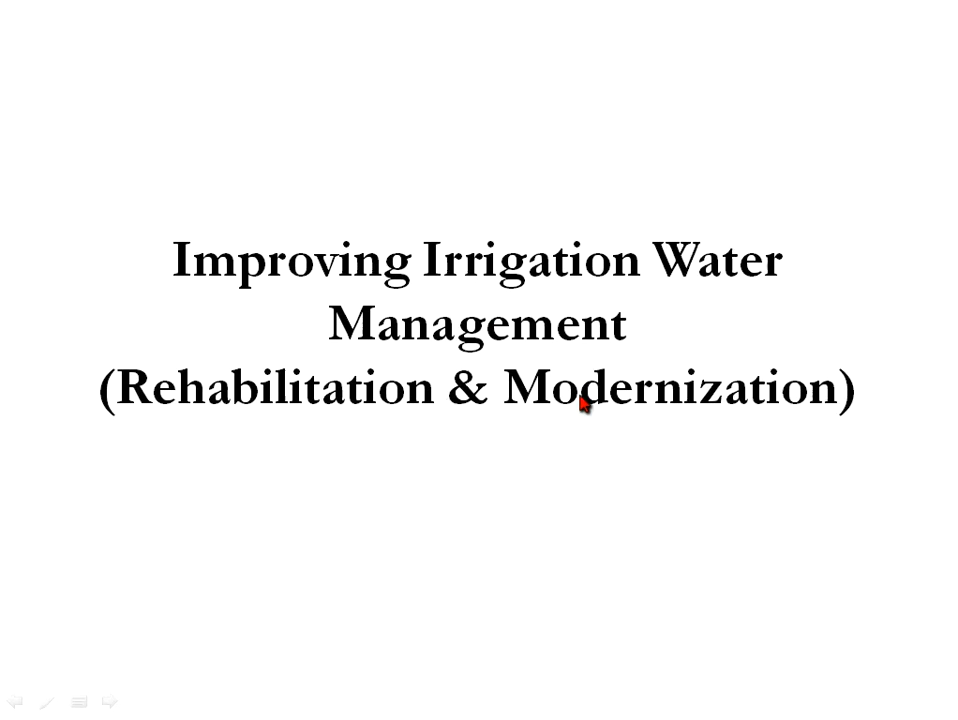 Improving Irrigation Water
Management
(Rehabilitation & Modernization)